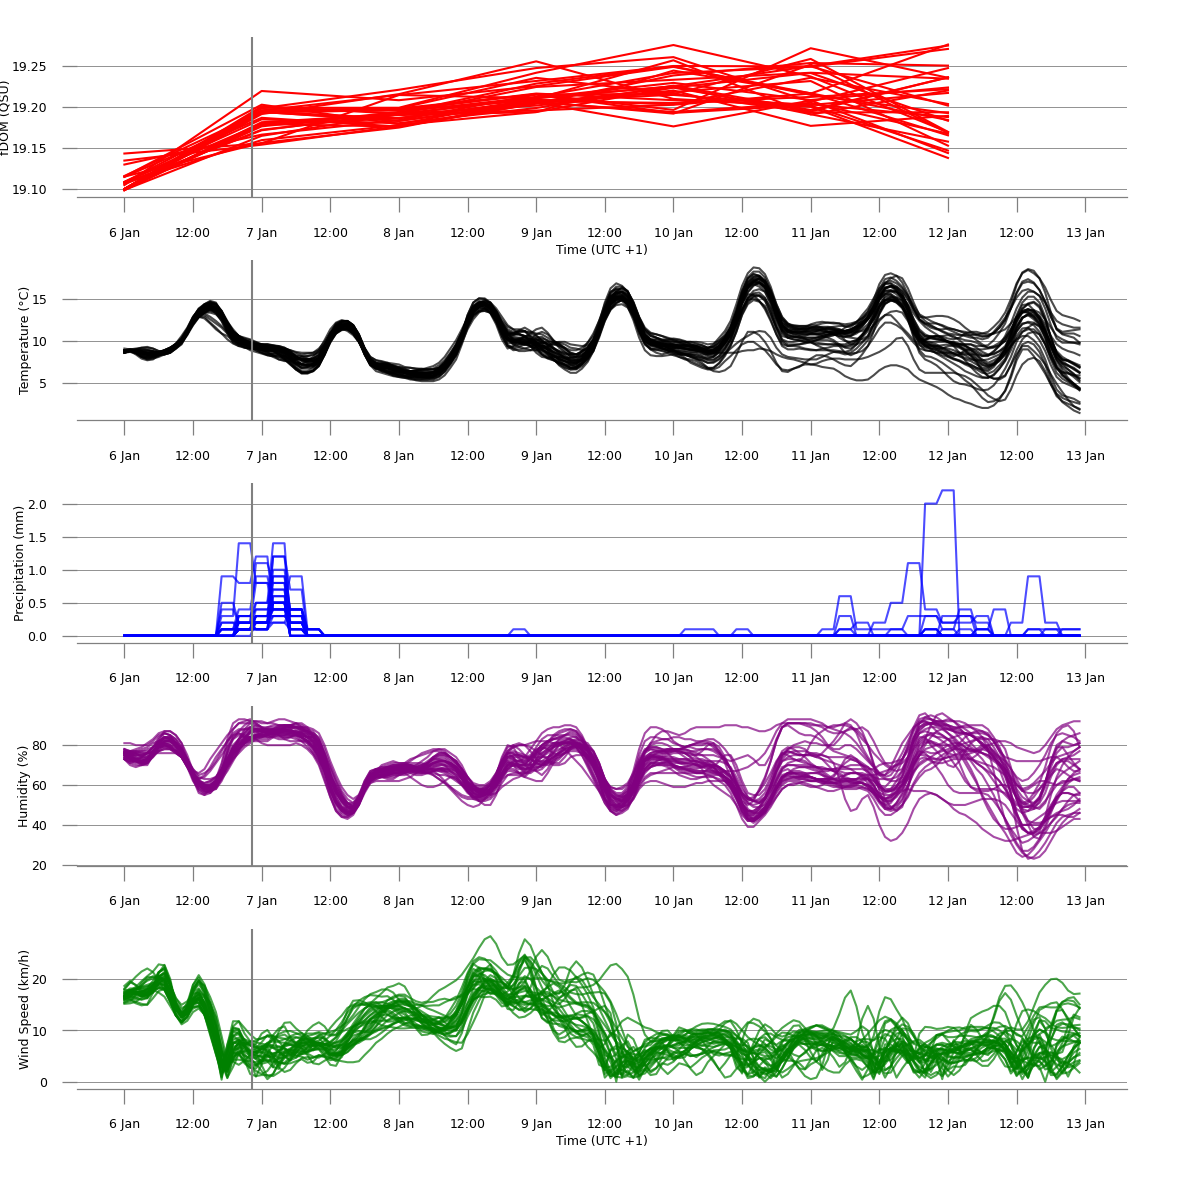 fDOM (QSU)
19.25
19.20
19.15
19.10
6 Jan 12:00 7 Jan 12:00 8 Jan 12:00 9 Jan 12:00 10 Jan 12:00 11 Jan 12:00 12 Jan 12:00 13 Jan
Time (UTC +1)
Temperature (°C)
15
10
5
6 Jan 12:00 7 Jan 12:00 8 Jan 12:00 9 Jan 12:00 10 Jan 12:00 11 Jan 12:00 12 Jan 12:00 13 Jan
Precipitation (mm)
2.0
1.5
1.0
0.5
0.0
6 Jan 12:00 7 Jan 12:00 8 Jan 12:00 9 Jan 12:00 10 Jan 12:00 11 Jan 12:00 12 Jan 12:00 13 Jan
Humidity (%)
80
60
40
20
6 Jan 12:00 7 Jan 12:00 8 Jan 12:00 9 Jan 12:00 10 Jan 12:00 11 Jan 12:00 12 Jan 12:00 13 Jan
Wind Speed (km/h)
20
10
0
6 Jan 12:00 7 Jan 12:00 8 Jan 12:00 9 Jan 12:00 10 Jan 12:00 11 Jan 12:00 12 Jan 12:00 13 Jan
Time (UTC +1)